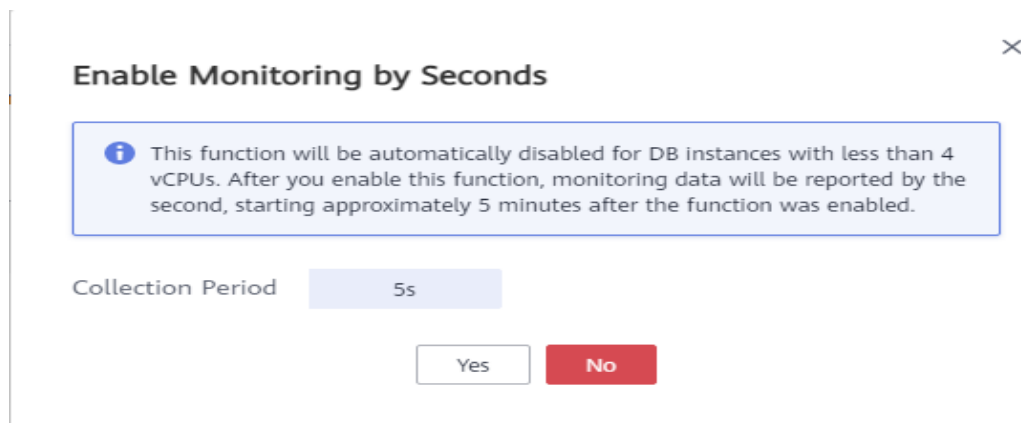 Enable Monitoring by Seconds
This function will be automatically disabled for DB instances with less than 4
vCPUs. After you enable this function, monitoring data will be reported by the
second, starting approximately 5 minutes after the function was enabled.
Collection Period 5s
Yes No